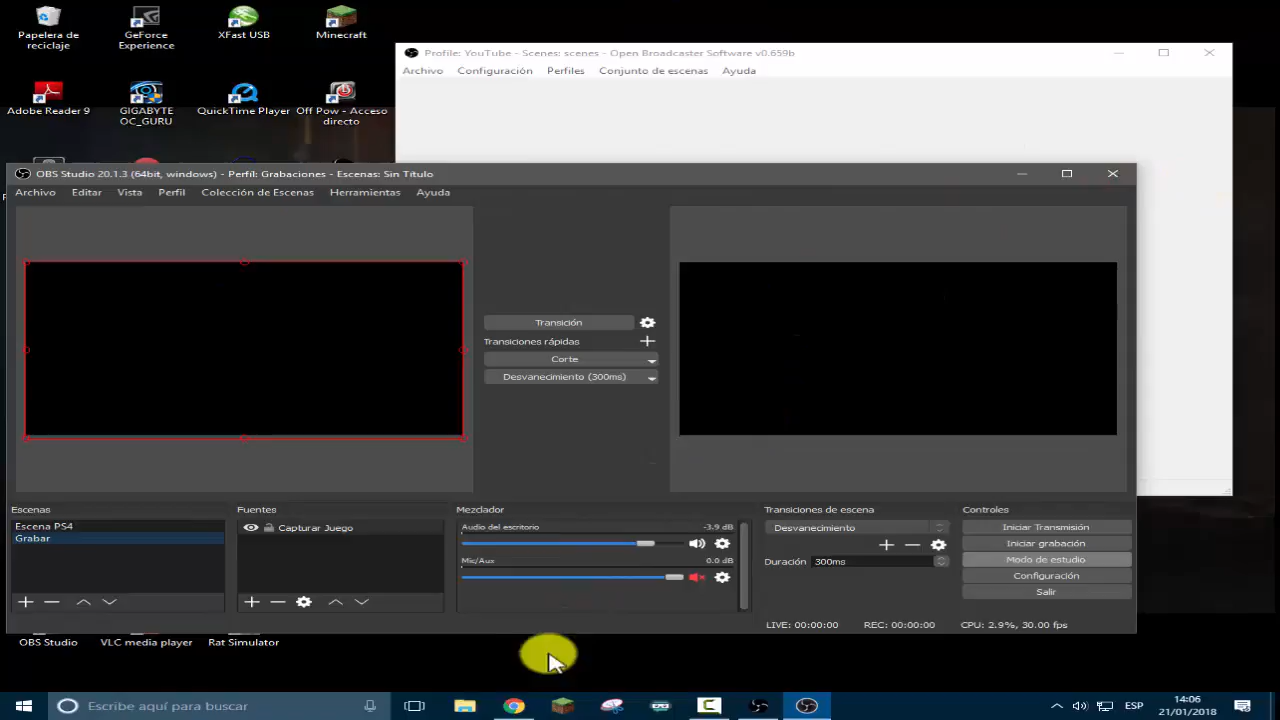 Papelera de
reciclaje
GeForce
Experience
XFast USB
Minecraft
Adobe Reader 9
GIGABYTE
OC_GURU
QuickTime Player
Off Pow - Acceso
directo
Profile: YouTube - Scenes: scenes - Open Broadcaster Software v0.659b
Archivo Configuración Perfiles Conjunto de escenas Ayuda
OBS Studio 20.1.3 (64bit, windows) - Perfil: Grabaciones - Escenas: Sin Título
Archivo Editar Vista Perfil Colección de Escenas Herramientas Ayuda
Transición
Transiciones rápidas
Corte
Desvanecimiento (300ms)
Escenas
Escena PS4
Grabar
Fuentes
Capturar Juego
Mezclador
Audio del escritorio -3.9 dB
Mic/Aux 0.0 dB
Transiciones de escena
Desvanecimiento
Duración 300ms
Controles
Iniciar Transmisión
Iniciar grabación
Modo de estudio
Configuración
Salir
LIVE: 00:00:00 REC: 00:00:00 CPU: 2.9%, 30.00 fps
OBS Studio
VLC media player
Rat Simulator
Escribe aquí para buscar
ESP
14:06
21/01/2018